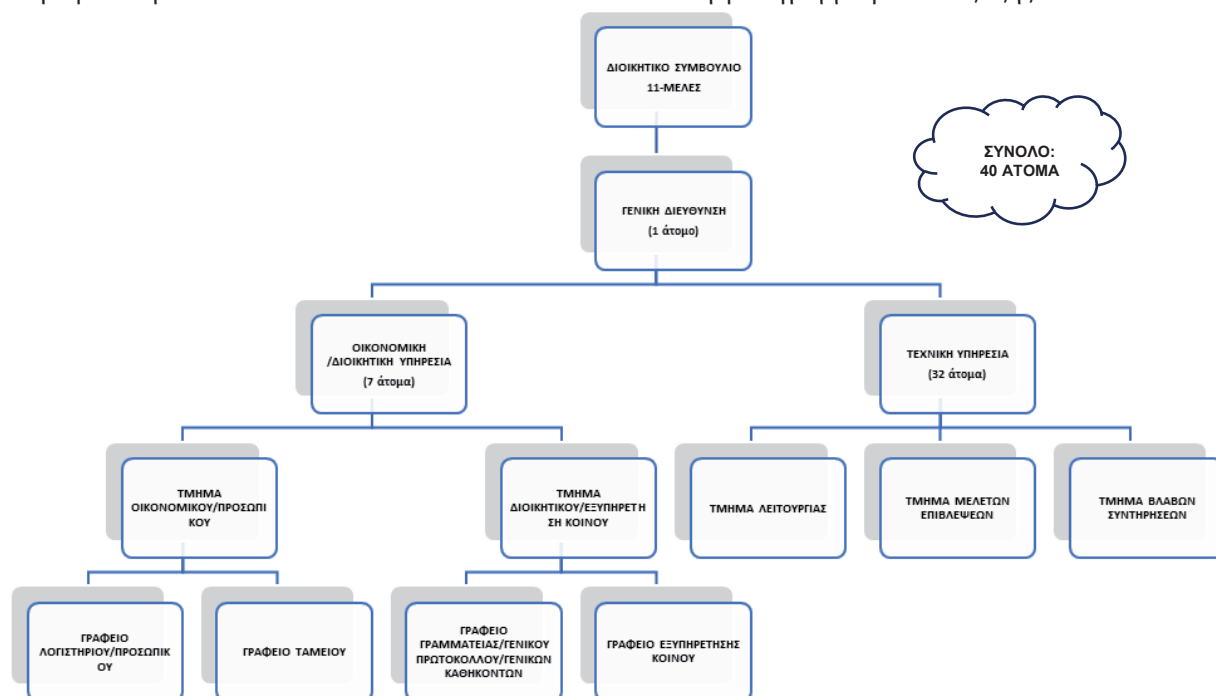 ΔΙΟΙΚΗΤΙΚΟ ΣΥΜΒΟΥΛΙΟ
11-ΜΕΛΕΣ
ΣΥΝΟΛΟ:
40 ΑΤΟΜΑ
ΓΕΝΙΚΗ ΔΙΕΥΘΥΝΣΗ
(1 άτομο)
ΟΙΚΟΝΟΜΙΚΗ
/ΔΙΟΙΚΗΤΙΚΗ ΥΠΗΡΕΣΙΑ
(7 άτομα)
ΤΕΧΝΙΚΗ ΥΠΗΡΕΣΙΑ
(32 άτομα)
ΤΜΗΜΑ
ΟΙΚΟΝΟΜΙΚΟΥ/ΠΡΟΣΩΠΙ
ΚΟΥ
ΤΜΗΜΑ
ΔΙΟΙΚΗΤΙΚΟΥ/ΕΞΥΠΗΡΕΤΗ
ΣΗ ΚΟΙΝΟΥ
ΤΜΗΜΑ ΛΕΙΤΟΥΡΓΙΑΣ
ΤΜΗΜΑ ΜΕΛΕΤΩΝ
ΕΠΙΒΛΕΨΕΩΝ
ΤΜΗΜΑ ΒΛΑΒΩΝ
ΣΥΝΤΗΡΗΣΕΩΝ
ΓΡΑΦΕΙΟ
ΛΟΓΙΣΤΗΡΙΟΥ/ΠΡΟΣΩΠΙΚ
ΟΥ
ΓΡΑΦΕΙΟ ΤΑΜΕΙΟΥ
ΓΡΑΦΕΙΟ
ΓΡΑΜΜΑΤΕΙΑΣ/ΓΕΝΙΚΟΥ
ΠΡΩΤΟΚΟΛΛΟΥ/ΓΕΝΙΚΩΝ
ΚΑΘΗΚΟΝΤΩΝ
ΓΡΑΦΕΙΟ ΕΞΥΠΗΡΕΤΗΣΗΣ
ΚΟΙΝΟΥ